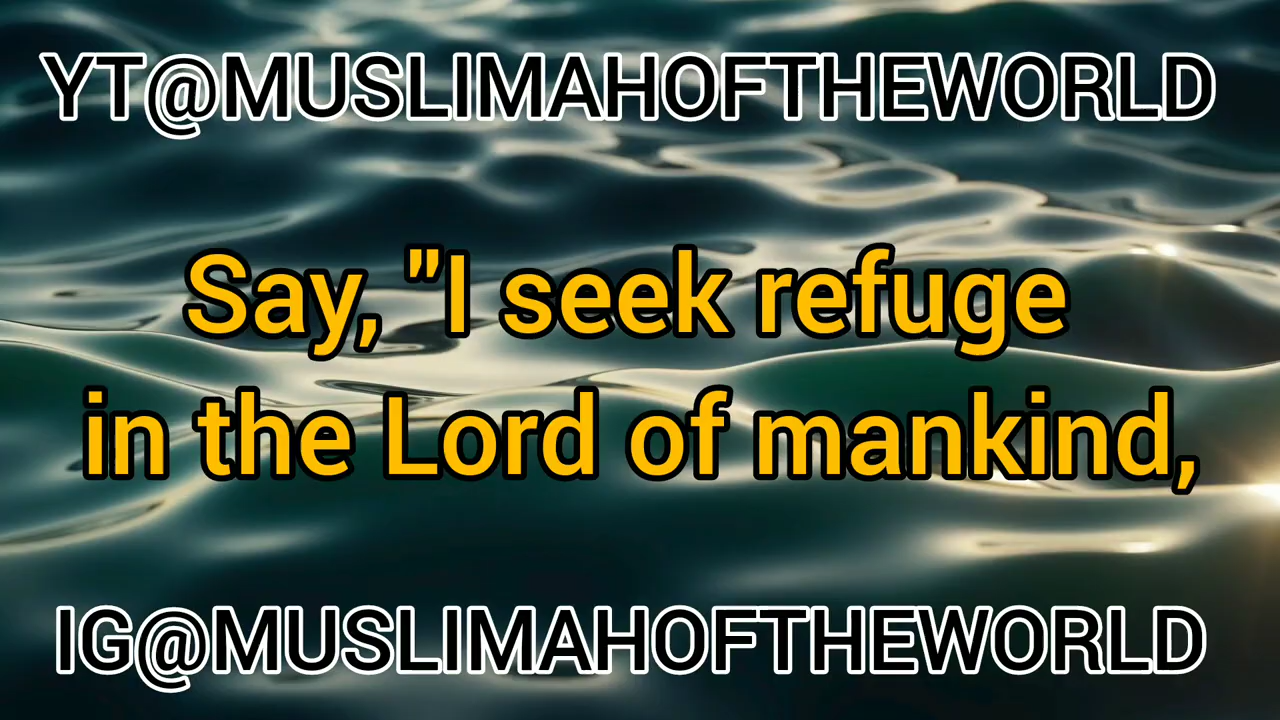 YT@MUSLIMAHOFTHEWORLD
Say, "I seek refuge
in the Lord of mankind,
IG@MUSLIMAHOFTHEWORLD